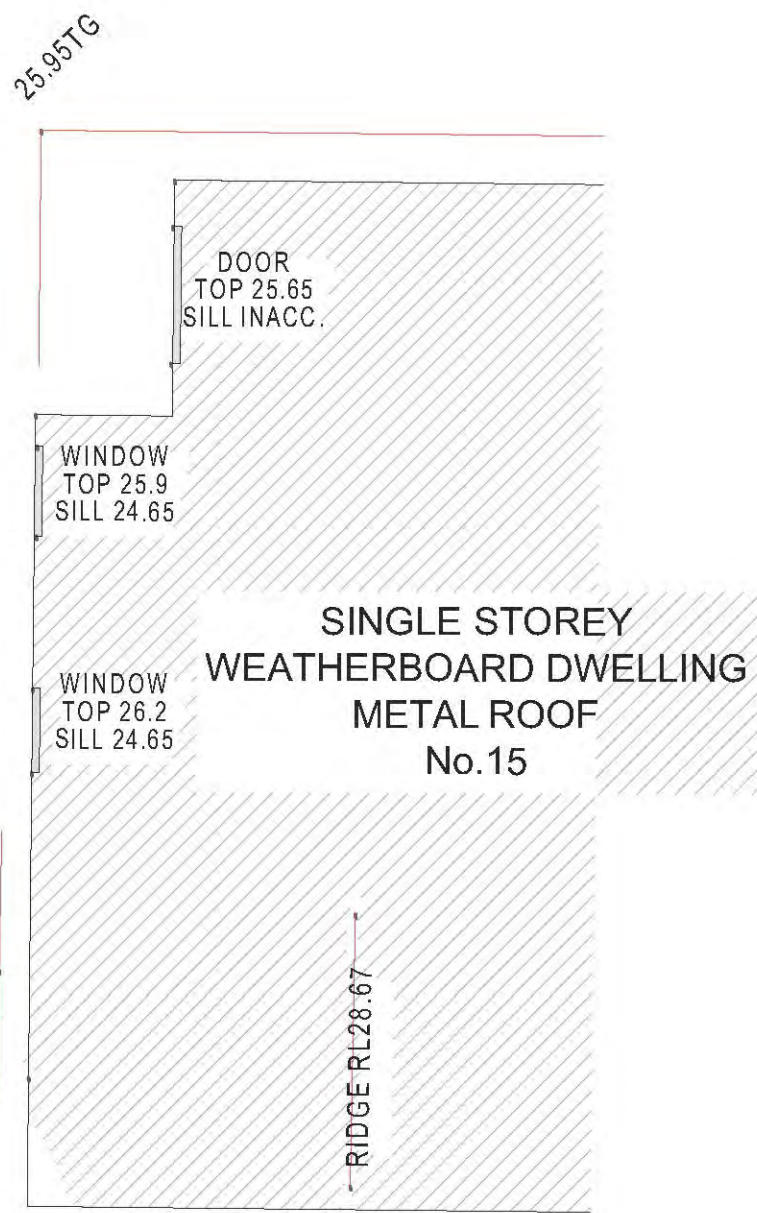 25.95TG
DOOR
TOP 25.65
SILL INACC.
WINDOW
TOP 25.9
SILL 24.65
SINGLE STOREY
WEATHERBOARD DWELLING
METAL ROOF
No.15
WINDOW
TOP 26.2
SILL 24.65
RIDGE RL28.67